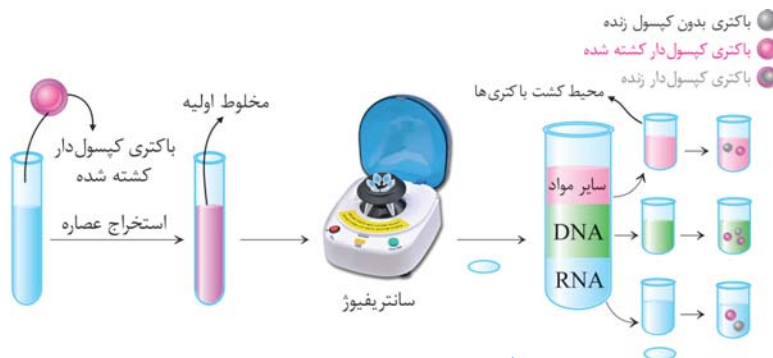 باکتری بدون کپسول زنده
باکتری کپسول‌دار کشته شده
باکتری کپسول‌دار زنده
محیط کشت باکتری‌ها
مخلوط اولیه
باکتری کپسول‌دار
کشته شده
استخراج عصاره
سانتریفیوژ
سایر مواد
DNA
RNA